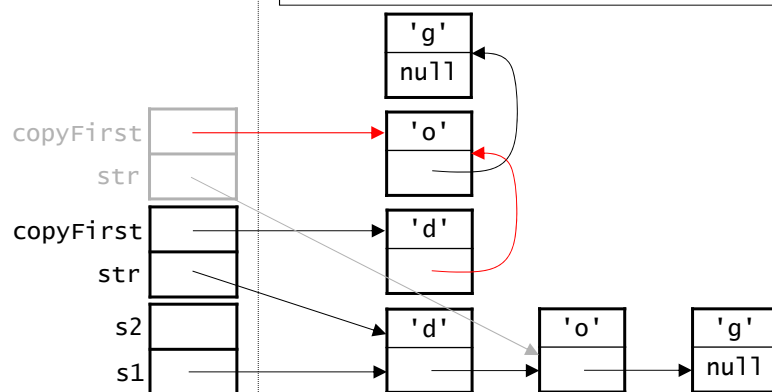 'g'
null
copyFirst
'o'
str
copyFirst
'd'
str
s2
'd'
'o'
'g'
s1
null